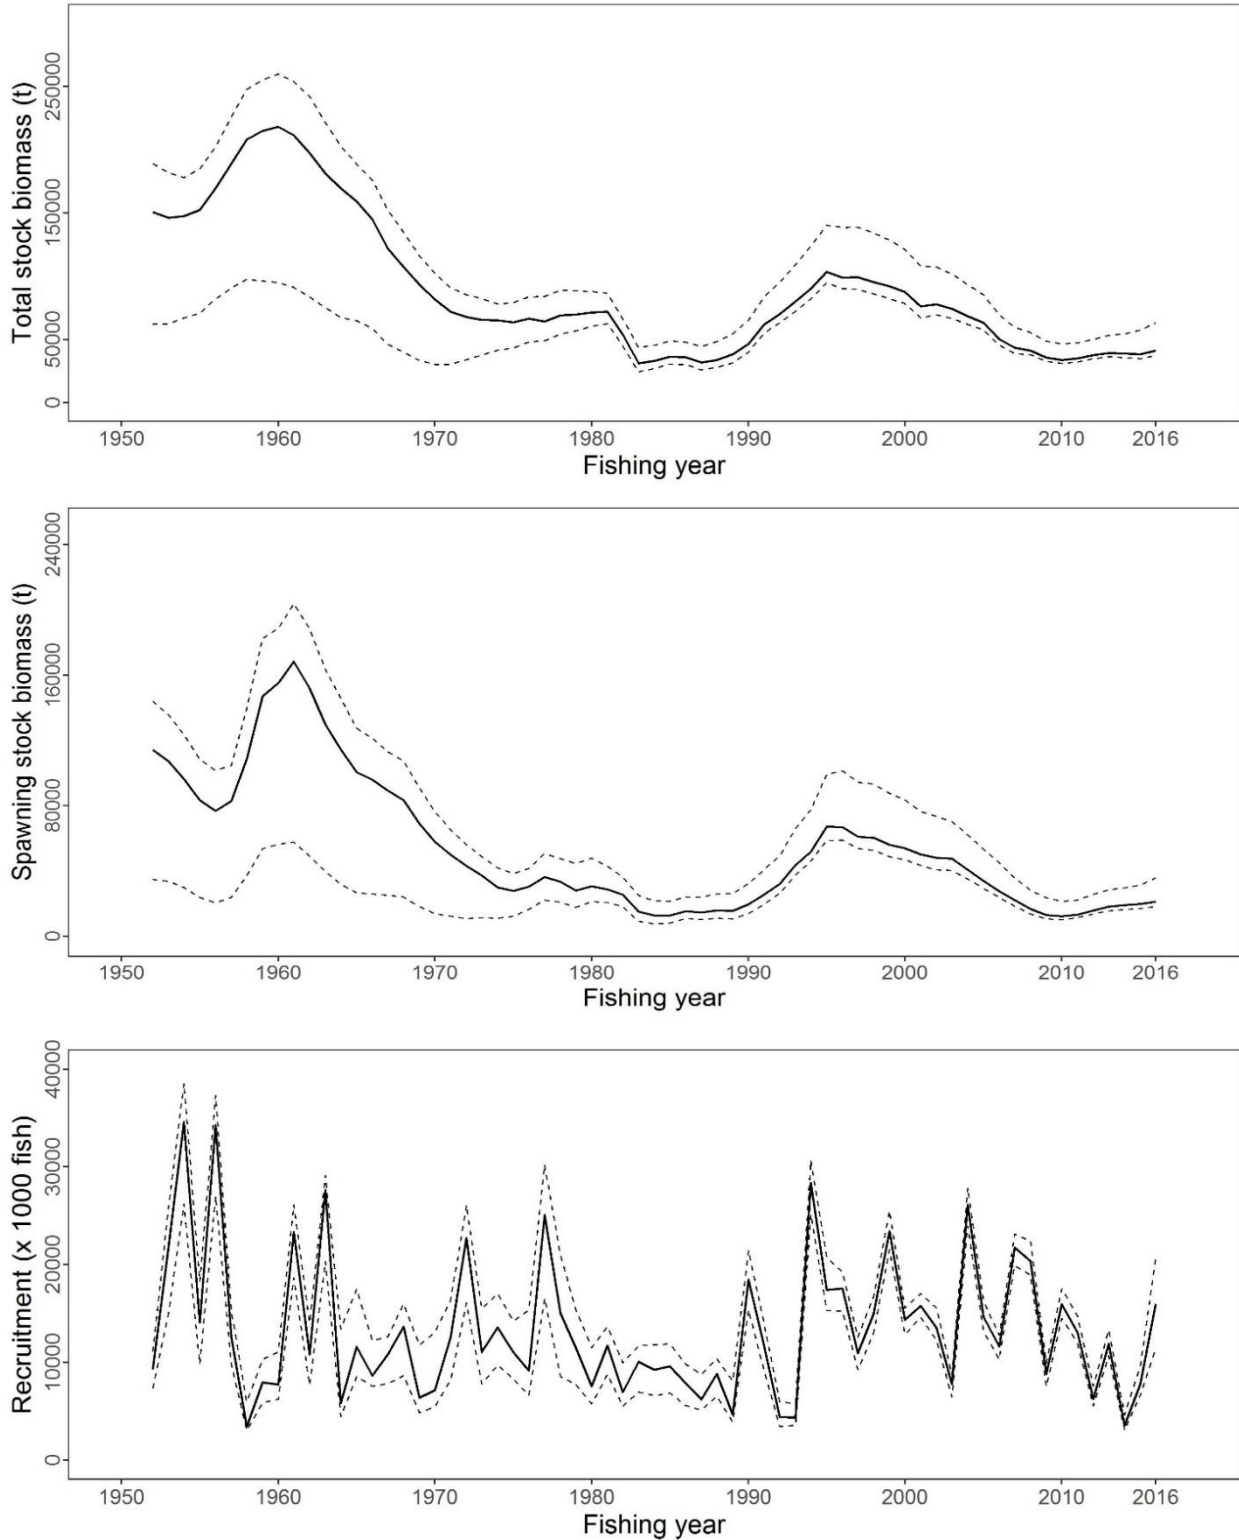 Total stock biomass (t)
250000
150000
50000
0
1950 1960 1970 1980 1990 2000 2010 2016
Fishing year
Spawning stock biomass (t)
240000
160000
80000
0
1950 1960 1970 1980 1990 2000 2010 2016
Fishing year
Recruitment (x 1000 fish)
40000
30000
20000
10000
0
1950 1960 1970 1980 1990 2000 2010 2016
Fishing year